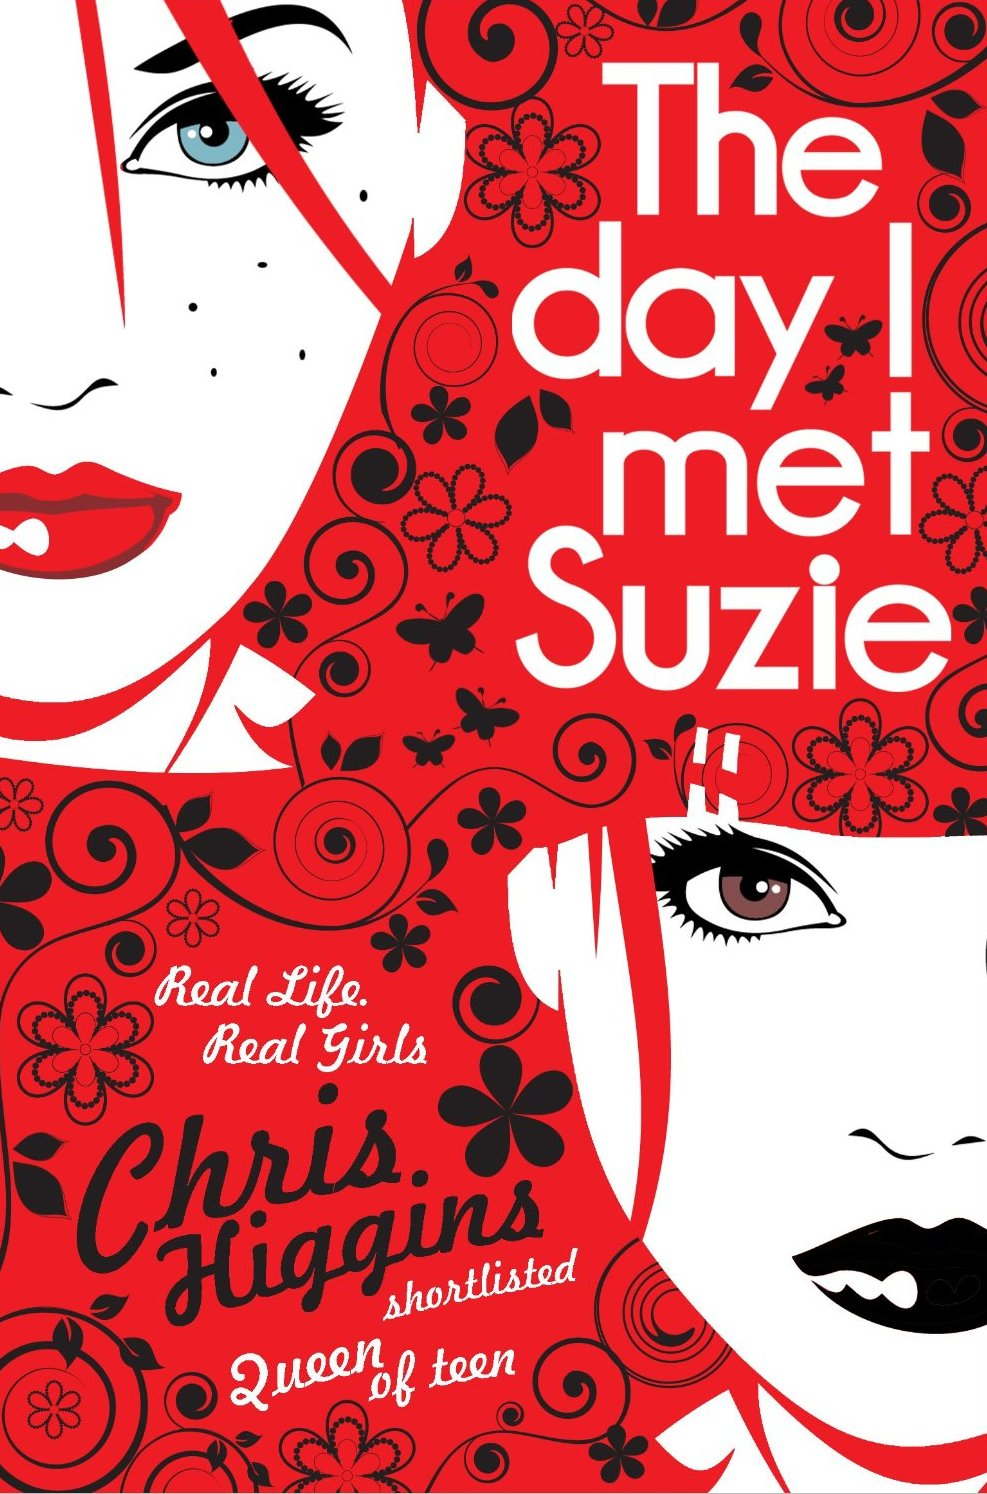 The
day I
met
Suzie
Real Life.
Real Girls
Chris
Higgins
shortlisted
Queen
of teen